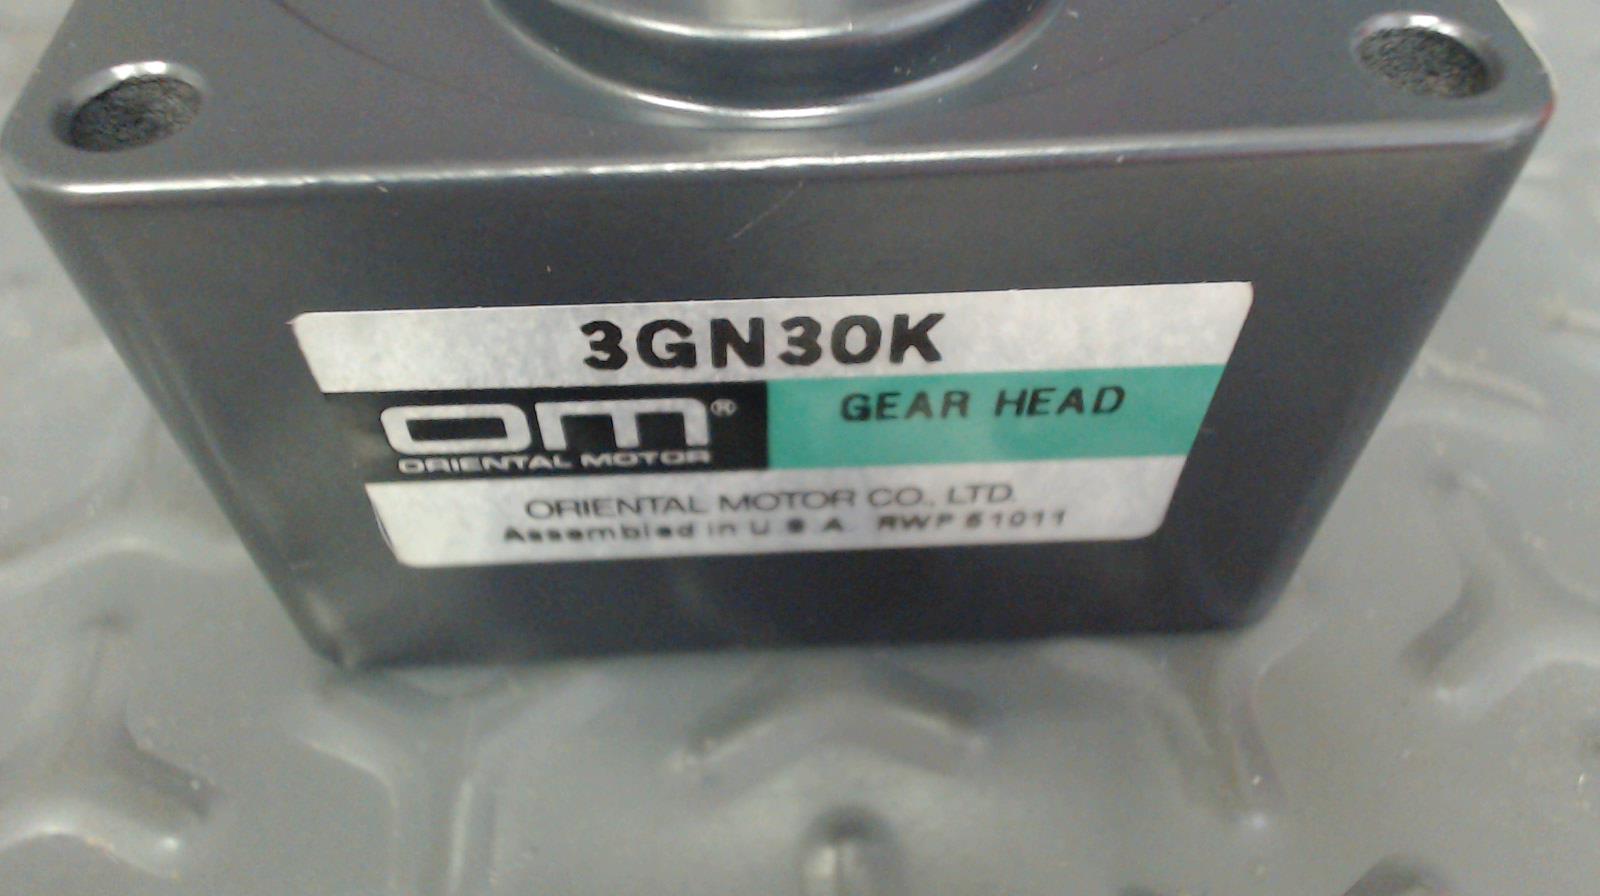 3GN30K
OM®
ORIENTAL MOTOR
GEAR HEAD
ORIENTAL MOTOR CO., LTD.
Assembled in U.S.A. RWP 51011